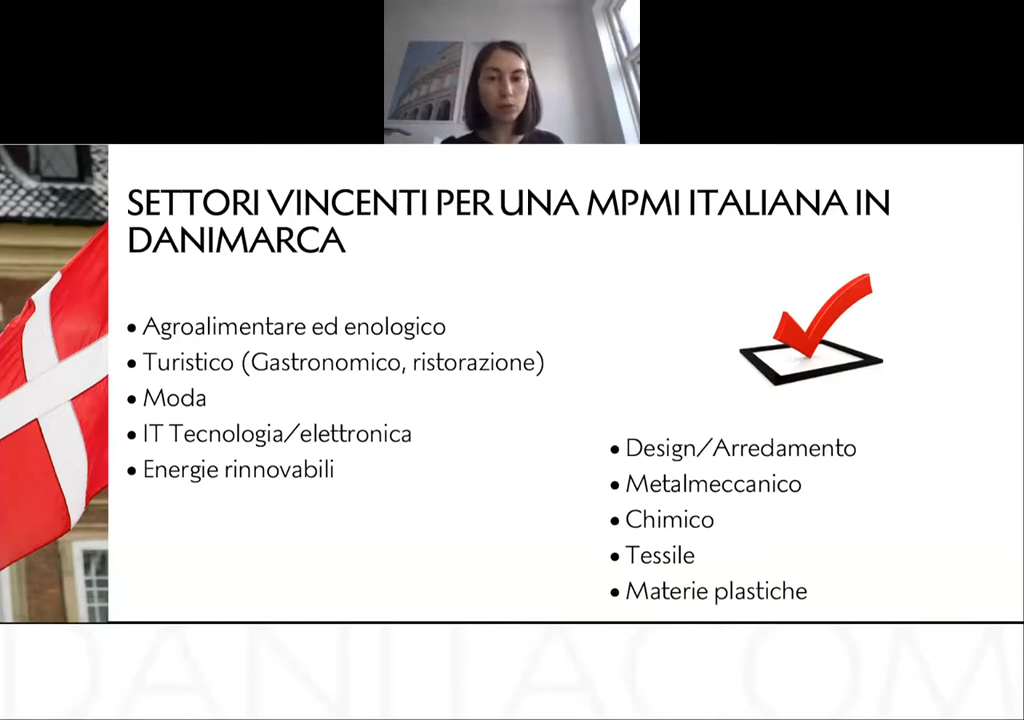 SETTORI VINCENTI PER UNA MPMI ITALIANA IN
DANIMARCA
• Agroalimentare ed enologico
• Turistico (Gastronomico, ristorazione)
• Moda
• IT Tecnologia/elettronica
• Energie rinnovabili
• Design/Arredamento
• Metalmeccanico
• Chimico
• Tessile
• Materie plastiche
DANITACOM